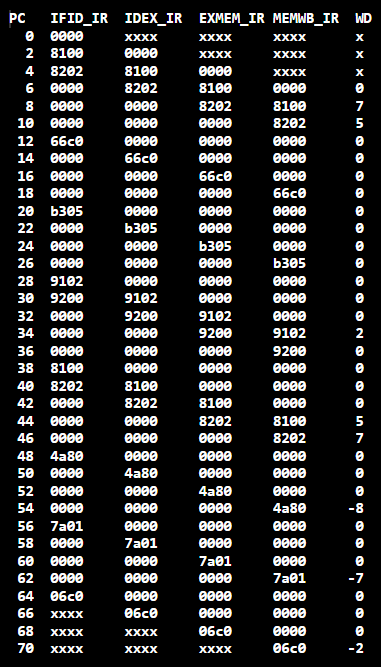 PC IFID_IR IDEX_IR EXMEM_IR MEMWB_IR WD
0 0000 xxxx xxxx xxxx x
2 8100 0000 xxxx xxxx x
4 8202 8100 0000 xxxx x
6 0000 8202 8100 0000 0
8 0000 0000 8202 8100 7
10 0000 0000 0000 8202 5
12 66c0 0000 0000 0000 0
14 0000 66c0 0000 0000 0
16 0000 0000 66c0 0000 0
18 0000 0000 0000 66c0 0
20 b305 0000 0000 0000 0
22 0000 b305 0000 0000 0
24 0000 0000 b305 0000 0
26 0000 0000 0000 b305 0
28 9102 0000 0000 0000 0
30 9200 9102 0000 0000 0
32 0000 9200 9102 0000 0
34 0000 0000 9200 9102 2
36 0000 0000 0000 9200 0
38 8100 0000 0000 0000 0
40 8202 8100 0000 0000 0
42 0000 8202 8100 0000 0
44 0000 0000 8202 8100 5
46 0000 0000 0000 8202 7
48 4a80 0000 0000 0000 0
50 0000 4a80 0000 0000 0
52 0000 0000 4a80 0000 0
54 0000 0000 0000 4a80 -8
56 7a01 0000 0000 0000 0
58 0000 7a01 0000 0000 0
60 0000 0000 7a01 0000 0
62 0000 0000 0000 7a01 -7
64 06c0 0000 0000 0000 0
66 xxxx 06c0 0000 0000 0
68 xxxx xxxx 06c0 0000 0
70 xxxx xxxx xxxx 06c0 -2